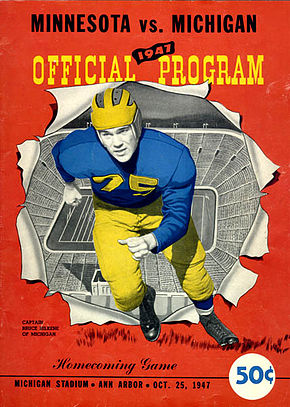 MINNESOTA vs. MICHIGAN
1947
OFFICIAL PROGRAM
75
CAPTAIN
BRUCE HILKENE
OF MICHIGAN
Homecoming Game
MICHIGAN STADIUM • ANN ARBOR • OCT. 25, 1947
50¢